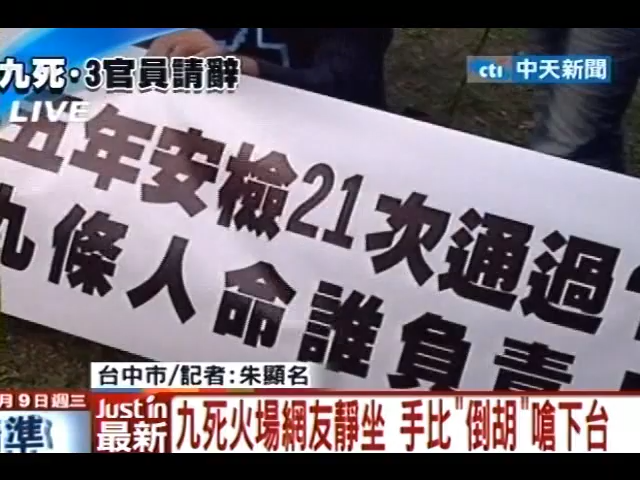 九死·3官員請辭
LIVE
cti 中天新聞
五年安檢21次通過?
九條人命誰負責
台中市/記者:朱顯名
月9日週三
Just in
最新
準
九死火場網友靜坐 手比"倒胡"嗆下台